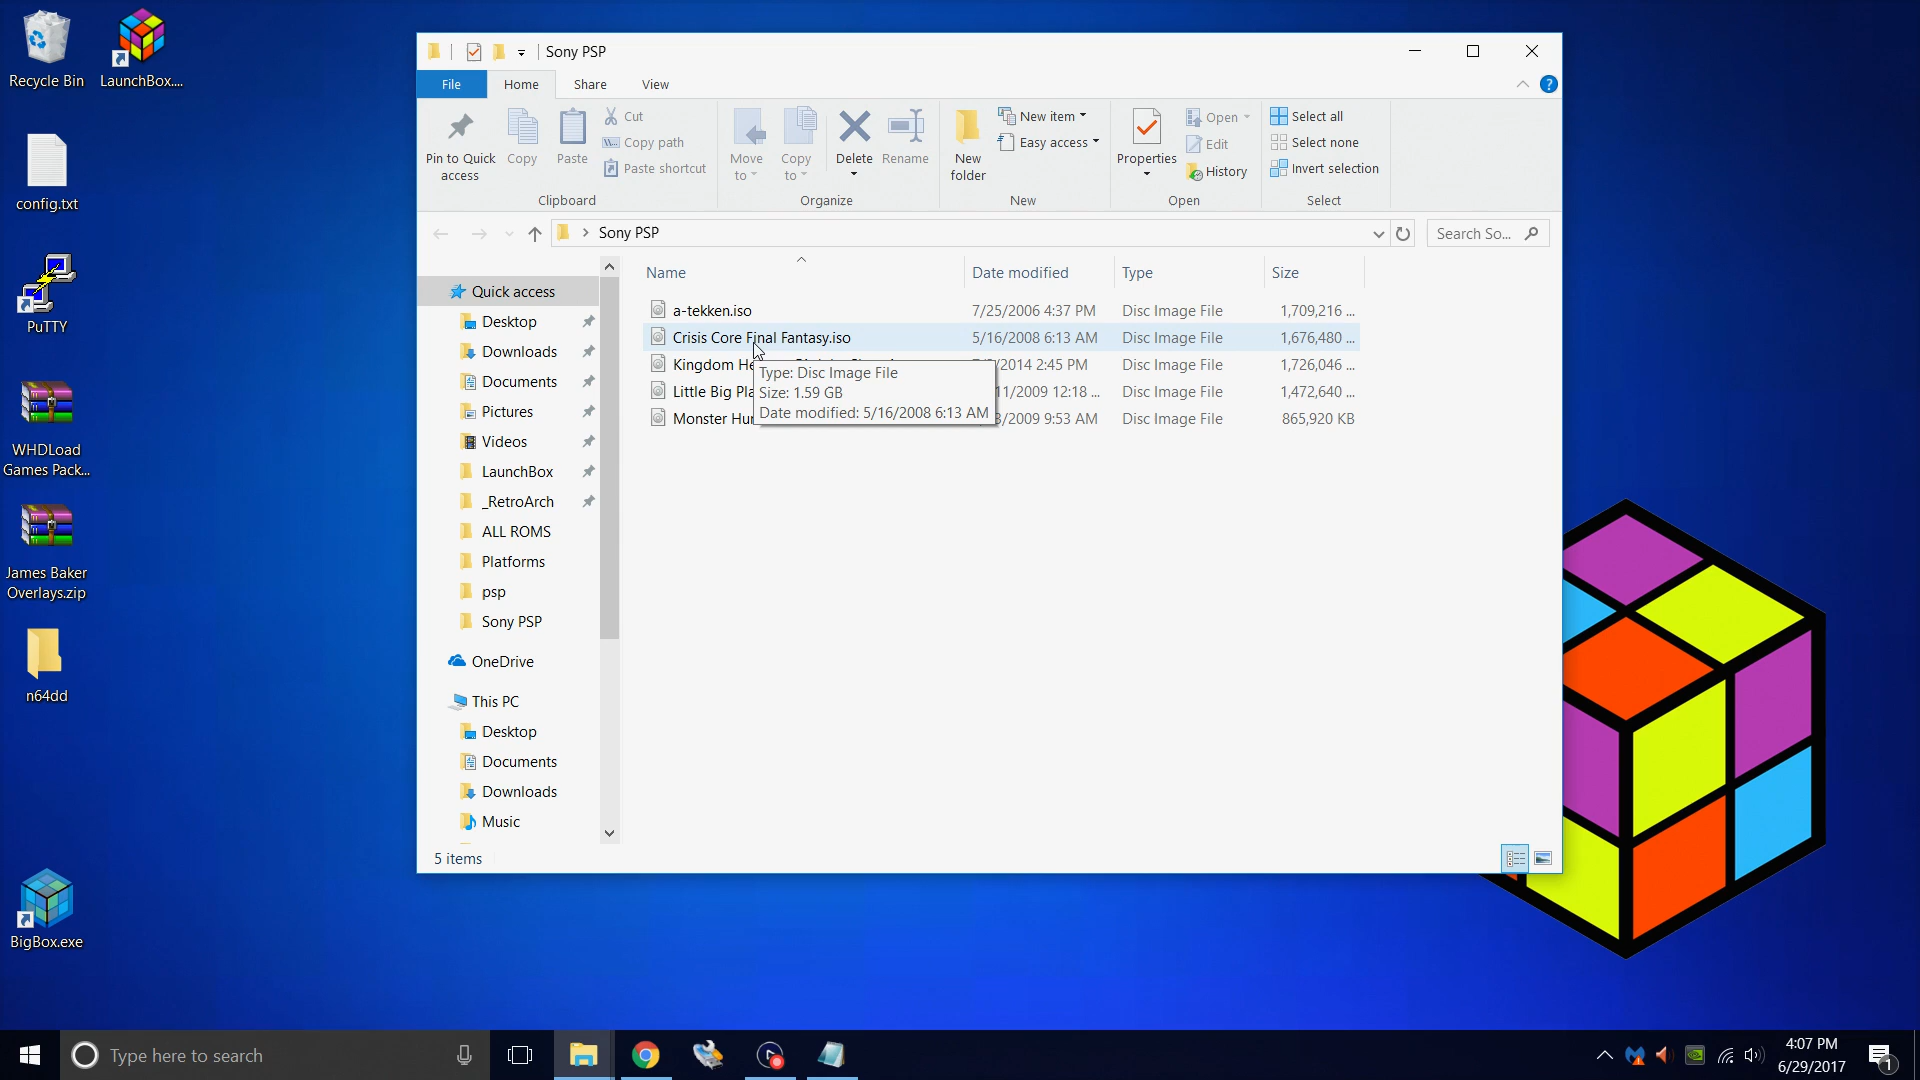 Recycle Bin
LaunchBox....
config.txt
PuTTY
WHDLoad
Games Pack...
James Baker
Overlays.zip
n64dd
BigBox.exe
Sony PSP
File Home Share View
Pin to Quick
access
Copy
Paste
Cut
Copy path
Paste shortcut
Clipboard
Move
to
Copy
to
Delete
Rename
Organize
New
folder
New item
Easy access
New
Properties
Open
Edit
History
Open
Select all
Select none
Invert selection
Select
Sony PSP
Search So...
Quick access
Desktop
Downloads
Documents
Pictures
Videos
LaunchBox
_RetroArch
ALL ROMS
Platforms
psp
Sony PSP
OneDrive
This PC
Desktop
Documents
Downloads
Music
Name Date modified Type Size
a-tekken.iso 7/25/2006 4:37 PM Disc Image File 1,709,216 ...
Crisis Core Final Fantasy.iso 5/16/2008 6:13 AM Disc Image File 1,676,480 ...
Kingdom He /2014 2:45 PM Disc Image File 1,726,046 ...
Little Big Pla 11/2009 12:18 ... Disc Image File 1,472,640 ...
Monster Hu /2009 9:53 AM Disc Image File 865,920 KB
Type: Disc Image File
Size: 1.59 GB
Date modified: 5/16/2008 6:13 AM
5 items
Type here to search
4:07 PM
6/29/2017
1